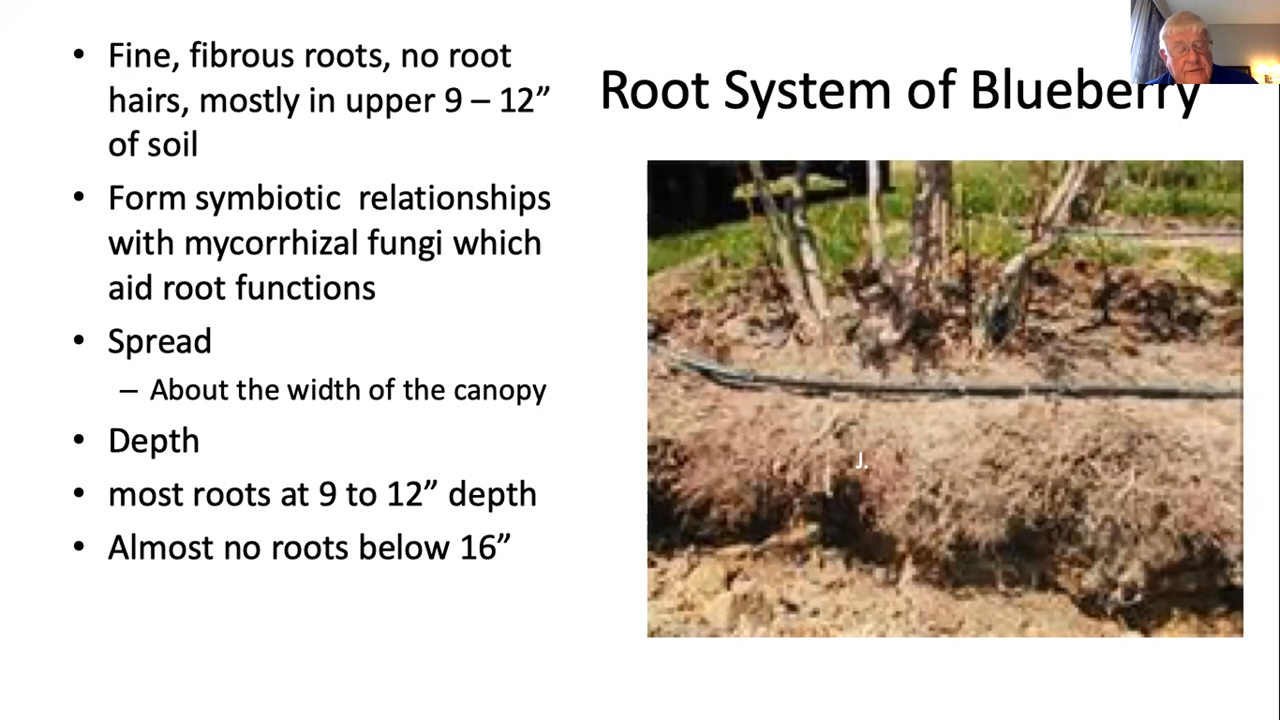 Root System of Blueberry
• Fine, fibrous roots, no root
hairs, mostly in upper 9 – 12”
of soil
• Form symbiotic  relationships
with mycorrhizal fungi which
aid root functions
• Spread
– About the width of the canopy
• Depth
• most roots at 9 to 12” depth
• Almost no roots below 16”
J.